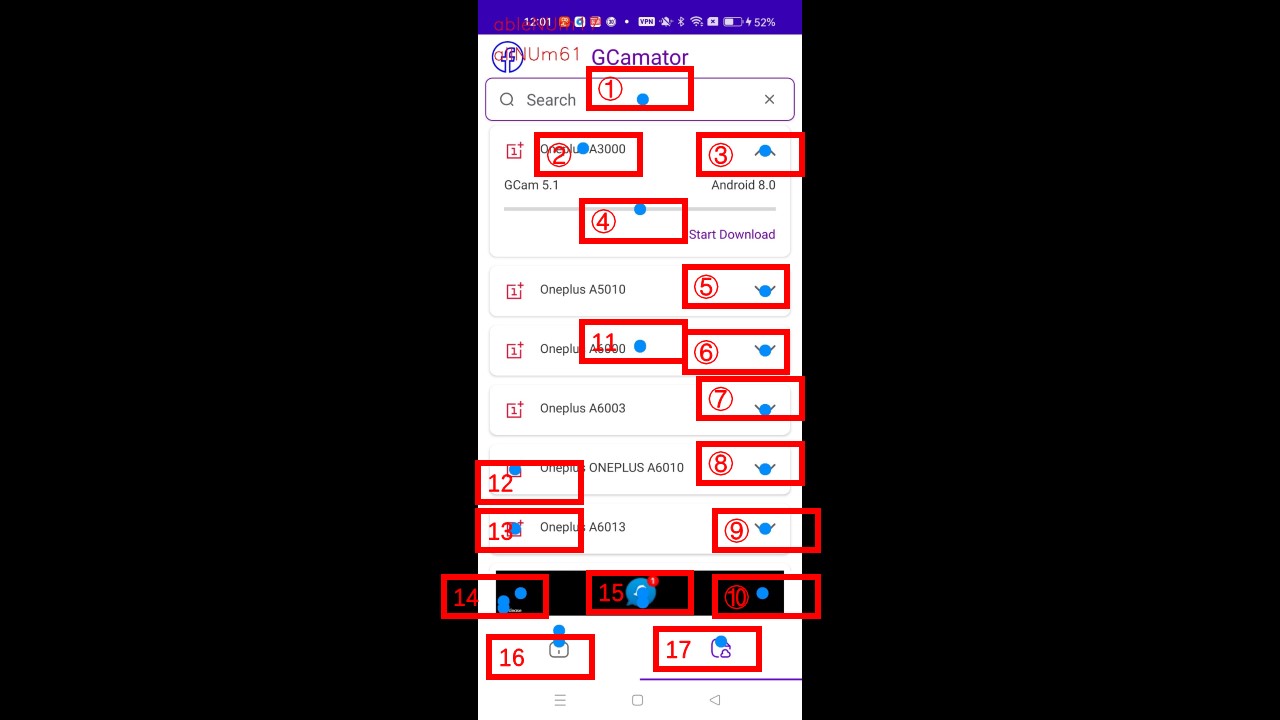 12:01 VPN 52%
ableNUm77
arNUm61
GCamator
①
Search
② Oneplus A3000 ③
GCam 5.1 Android 8.0
④
Start Download
Oneplus A5010 ⑤
11
Oneplus A6000 ⑥
Oneplus A6003 ⑦
Oneplus ONEPLUS A6010 ⑧
12
13 Oneplus A6013 ⑨
1
14 15 ⑩
16 17